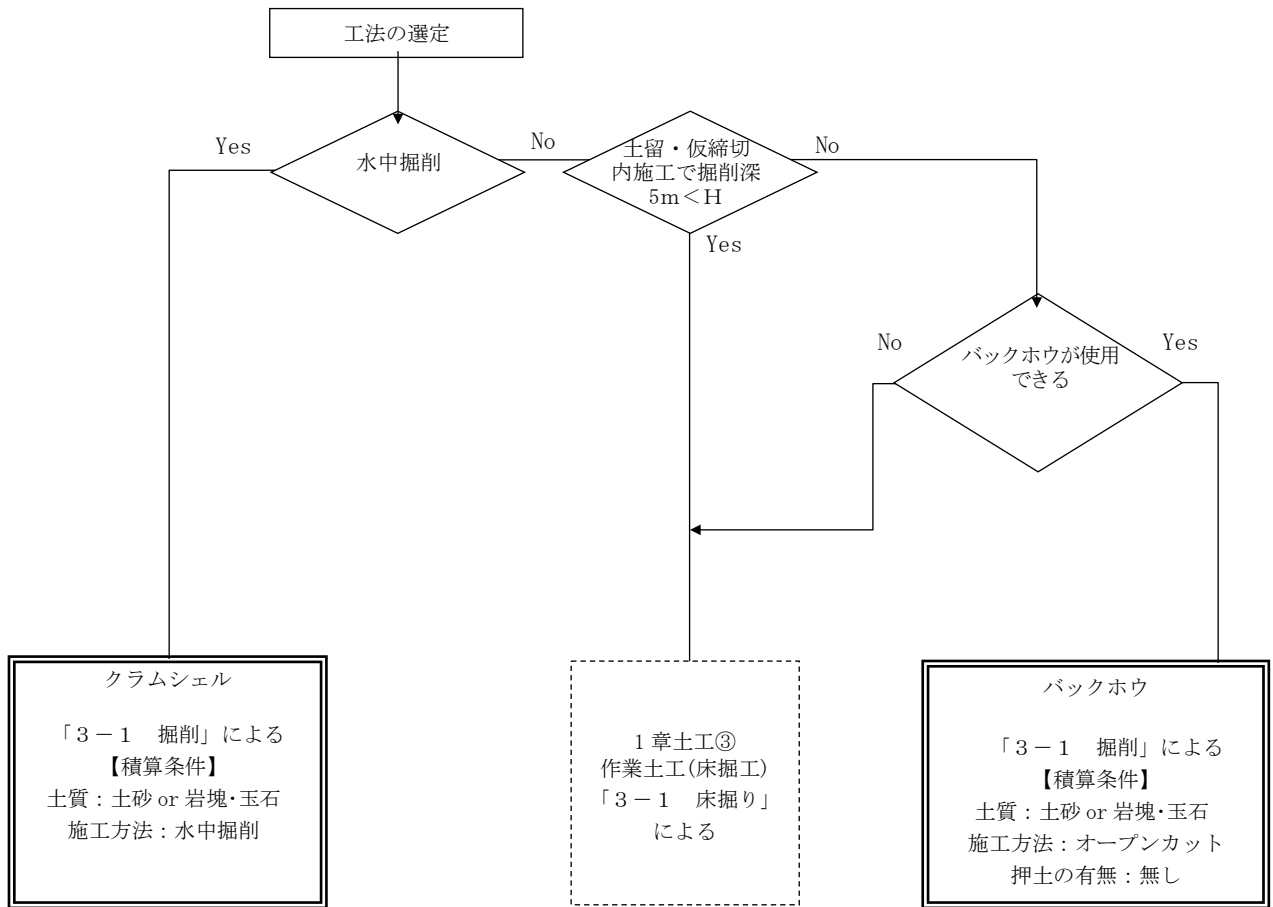 工法の選定
Yes
水中掘削
No
土留・仮締切
内施工で掘削深
5m＜H
No
Yes
No
バックホウが使用
できる
Yes
クラムシェル
「３－１　掘削」による
【積算条件】
土質：土砂 or 岩塊･玉石
施工方法：水中掘削
1 章土工③
作業土工(床掘工)
「３－１　床掘り」
による
バックホウ
「３－１　掘削」による
【積算条件】
土質：土砂 or 岩塊･玉石
施工方法：オープンカット
押土の有無：無し